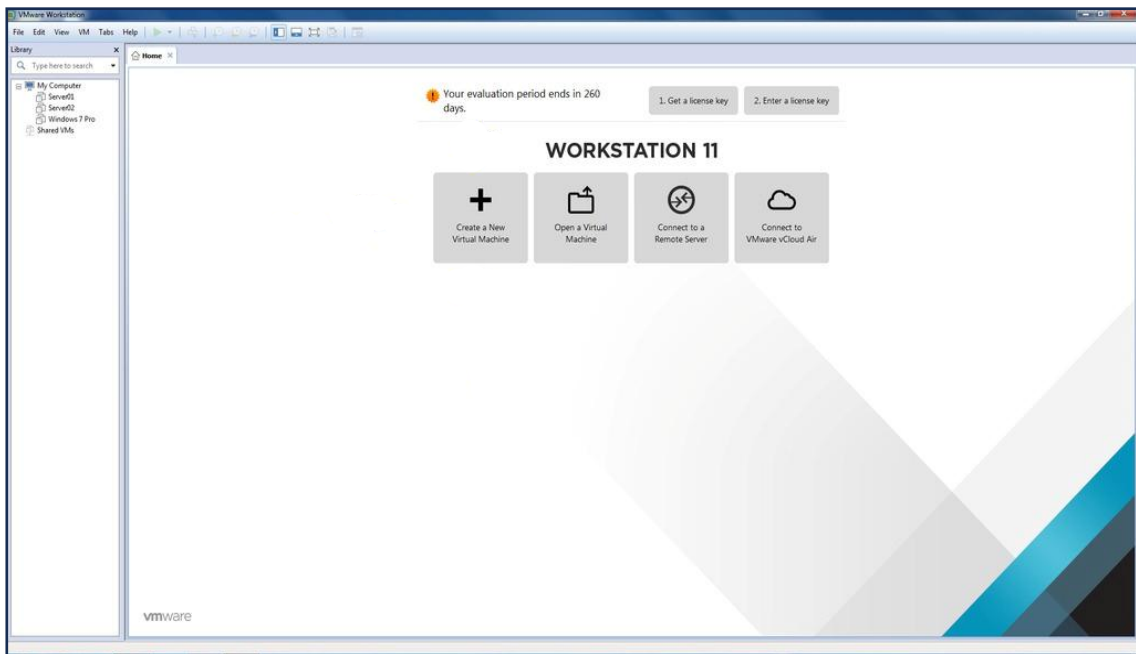 VMware Workstation
File Edit View VM Tabs Help
Library
Home
Type here to search
My Computer
Server01
Server02
Windows 7 Pro
Shared VMs
Your evaluation period ends in 260
days.
1. Get a license key
2. Enter a license key
WORKSTATION 11
Create a New
Virtual Machine
Open a Virtual
Machine
Connect to a
Remote Server
Connect to
VMware vCloud Air
vmware